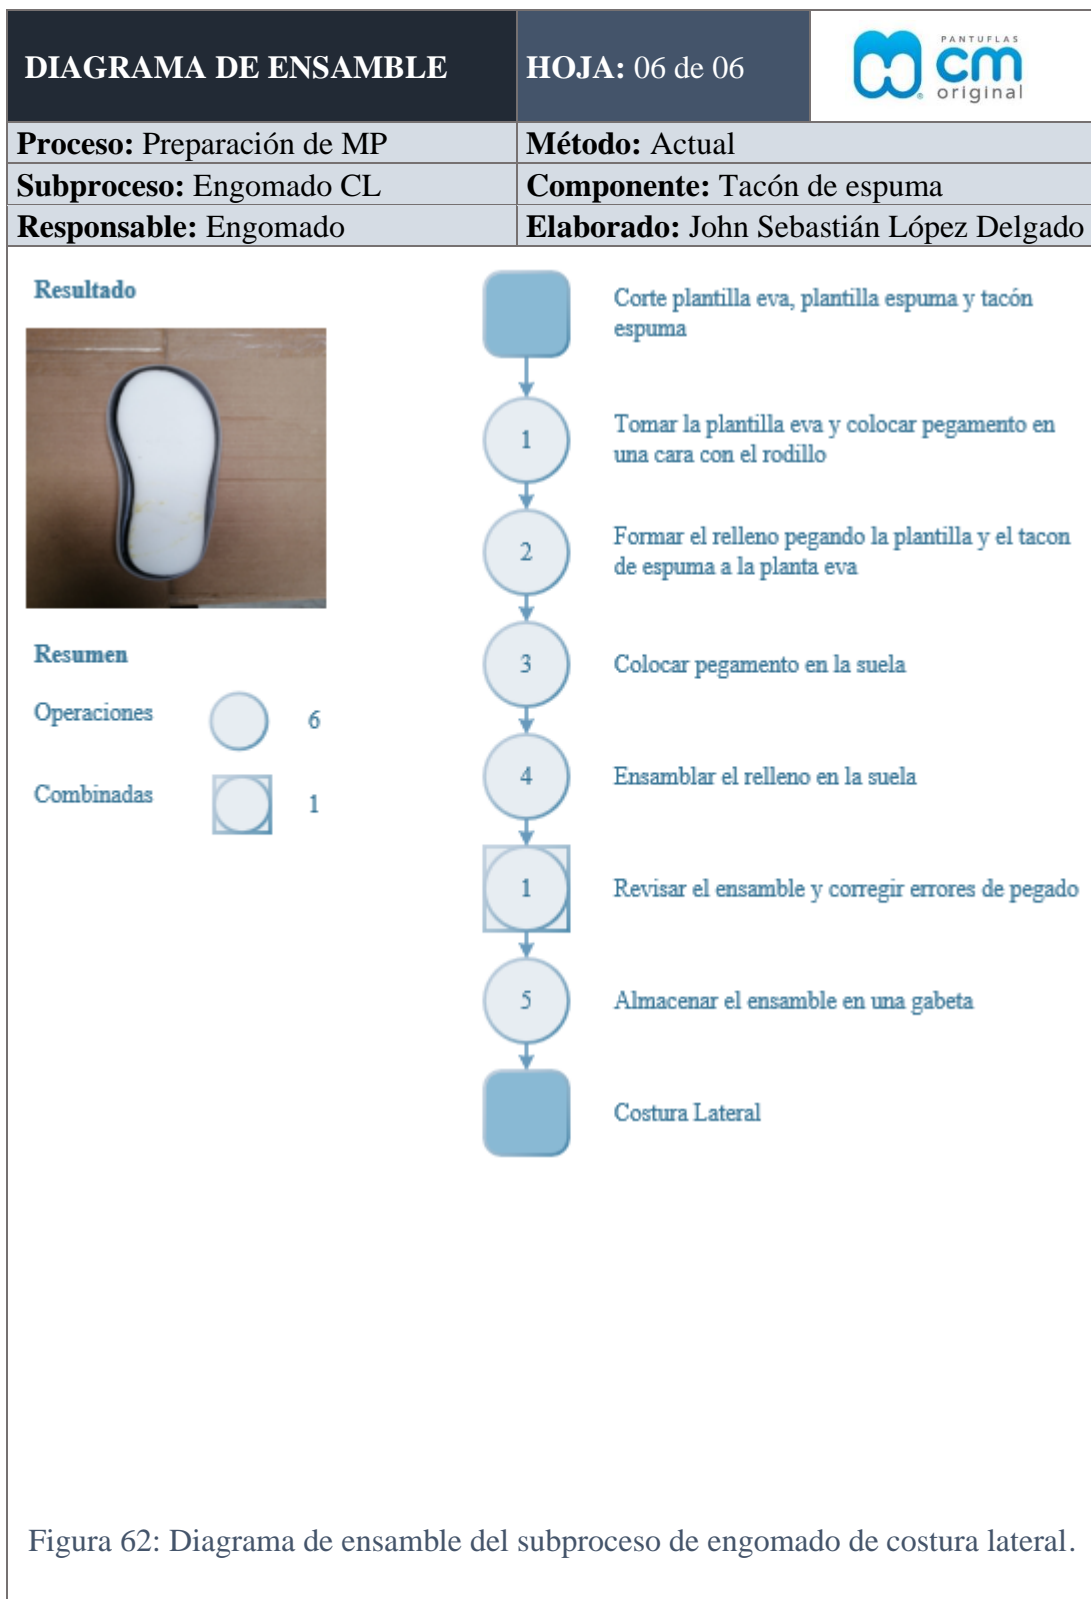 DIAGRAMA DE ENSAMBLE
HOJA: 06 de 06
PANTUFLAS
cm
original
Proceso: Preparación de MP
Método: Actual
Subproceso: Engomado CL
Componente: Tacón de espuma
Responsable: Engomado
Elaborado: John Sebastián López Delgado
Resultado
Resumen
Operaciones
6
Combinadas
1
Corte plantilla eva, plantilla espuma y tacón
espuma
1
Tomar la plantilla eva y colocar pegamento en
una cara con el rodillo
2
Formar el relleno pegando la plantilla y el tacon
de espuma a la planta eva
3
Colocar pegamento en la suela
4
Ensamblar el relleno en la suela
1
Revisar el ensamble y corregir errores de pegado
5
Almacenar el ensamble en una gabeta
Costura Lateral
Figura 62: Diagrama de ensamble del subproceso de engomado de costura lateral.